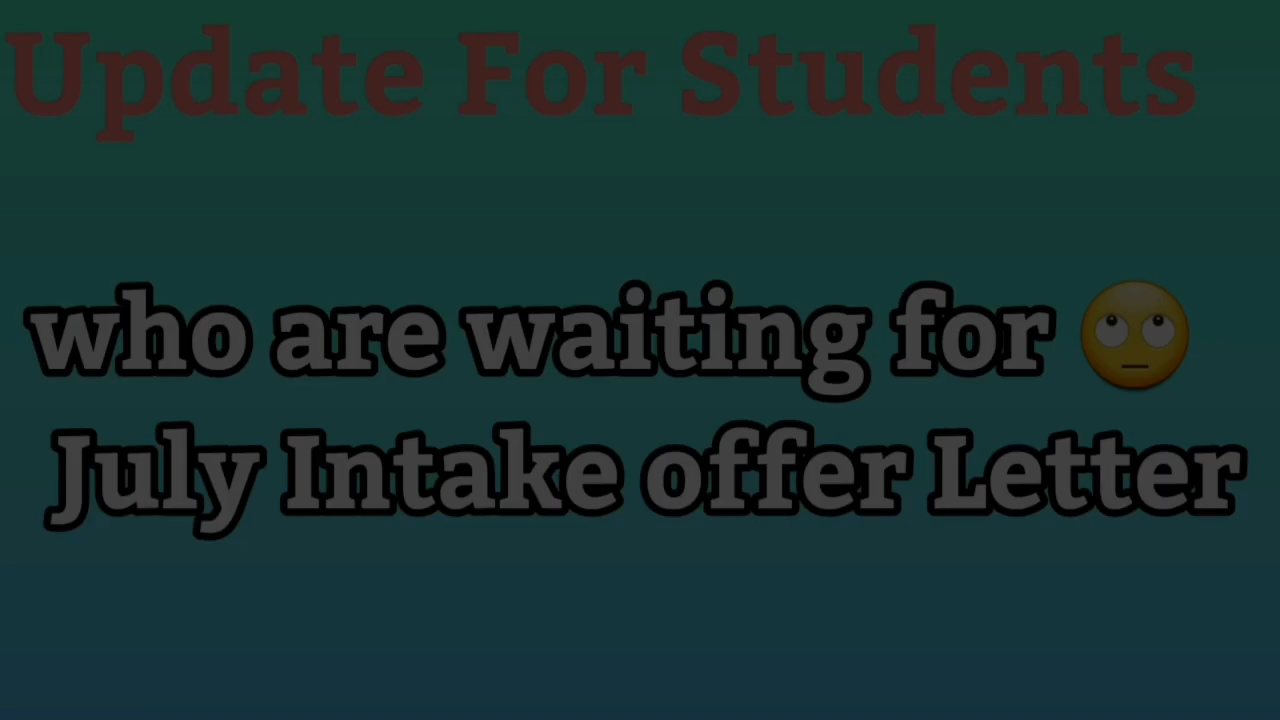 Update For Students
who are waiting for 🙄
July Intake offer Letter